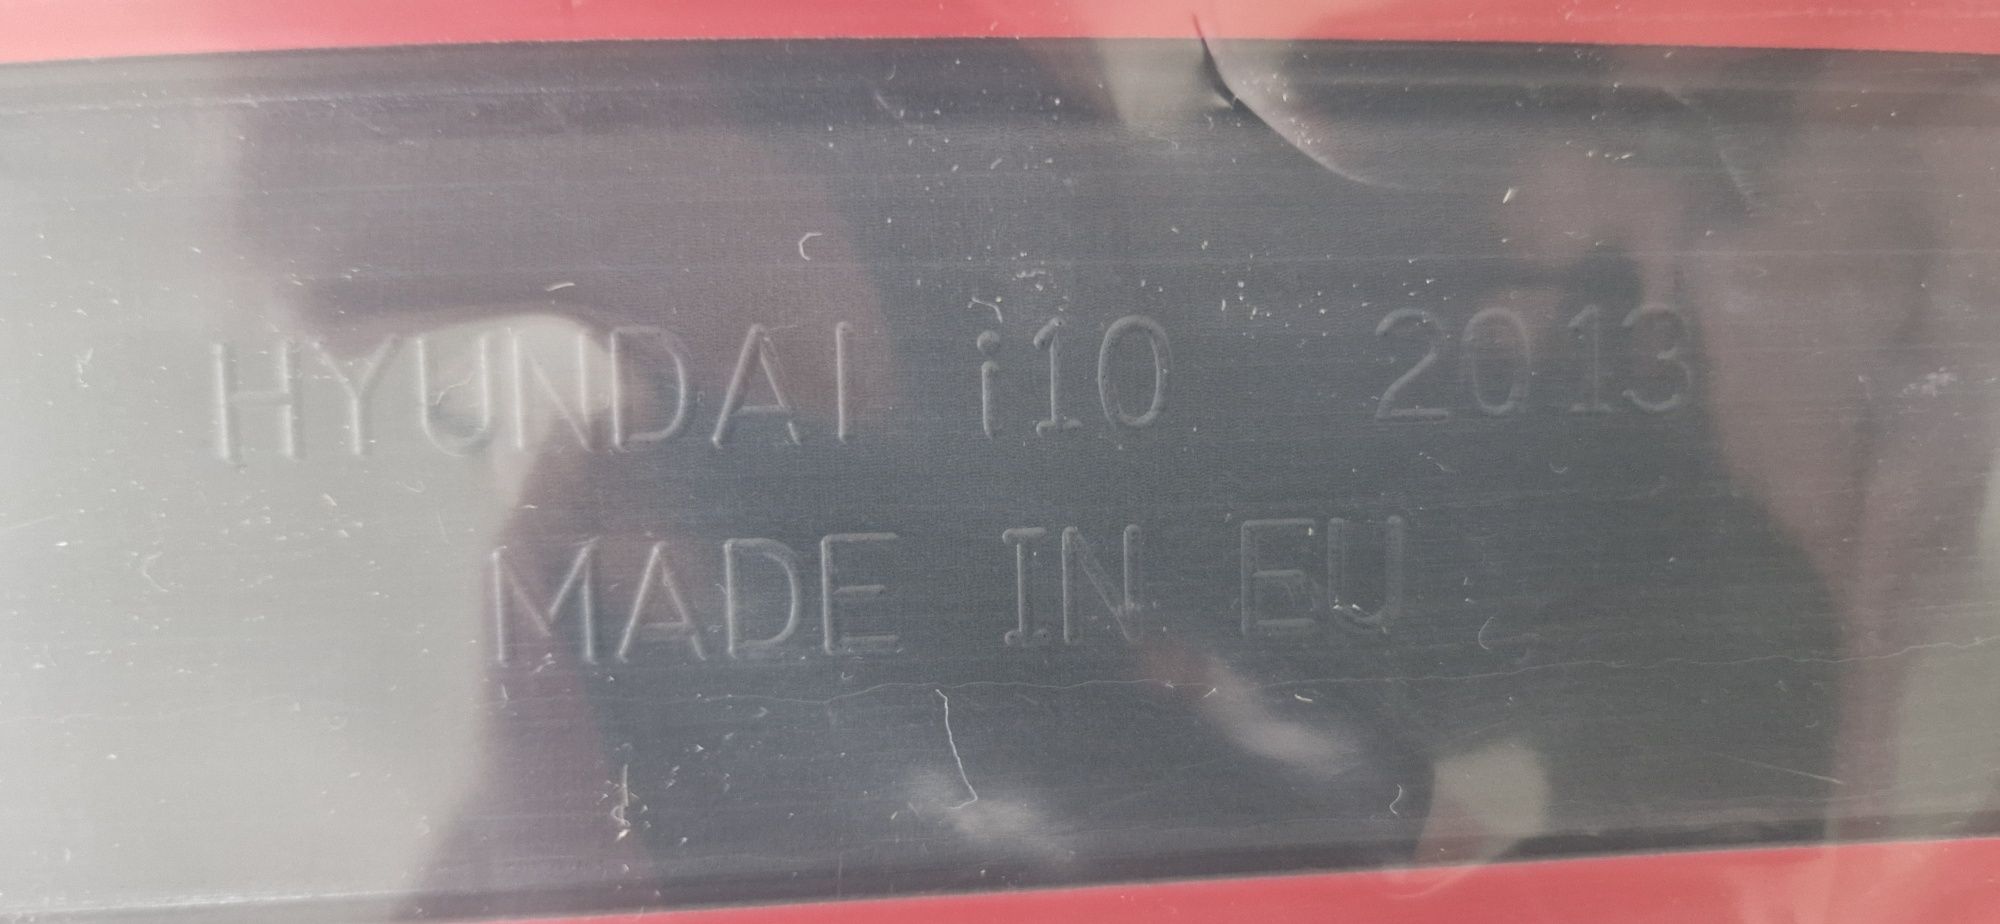 HYUNDAI i10 2013
MADE IN EU